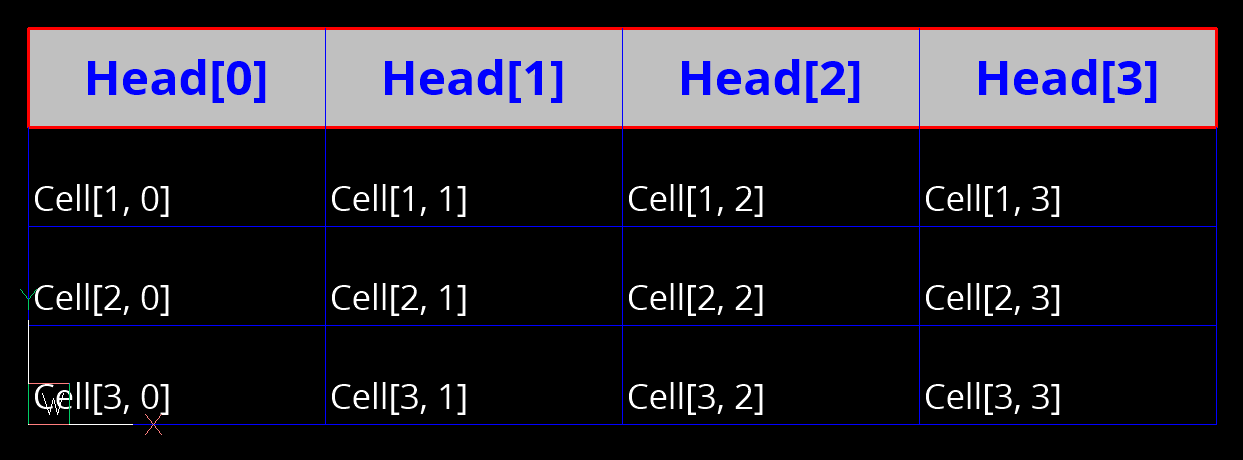 Head[0] Head[1] Head[2] Head[3]
Cell[1, 0] Cell[1, 1] Cell[1, 2] Cell[1, 3]
Cell[2, 0] Cell[2, 1] Cell[2, 2] Cell[2, 3]
Y
Cell[3, 0] Cell[3, 1] Cell[3, 2] Cell[3, 3]
W
X